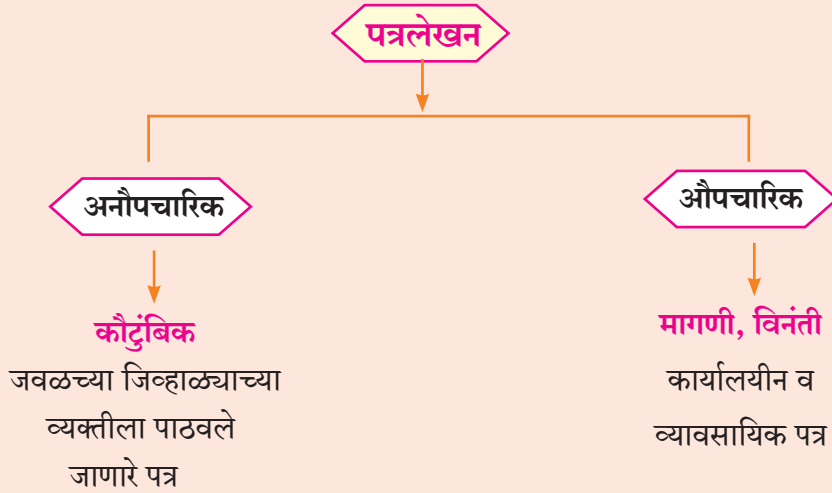 पत्रलेखन
अनौपचारिक
औपचारिक
कौटुंबिक
जवळच्या जिव्हाळ्याच्या
व्यक्तीला पाठवले
जाणारे पत्र
मागणी, विनंती
कार्यालयीन व
व्यावसायिक पत्र